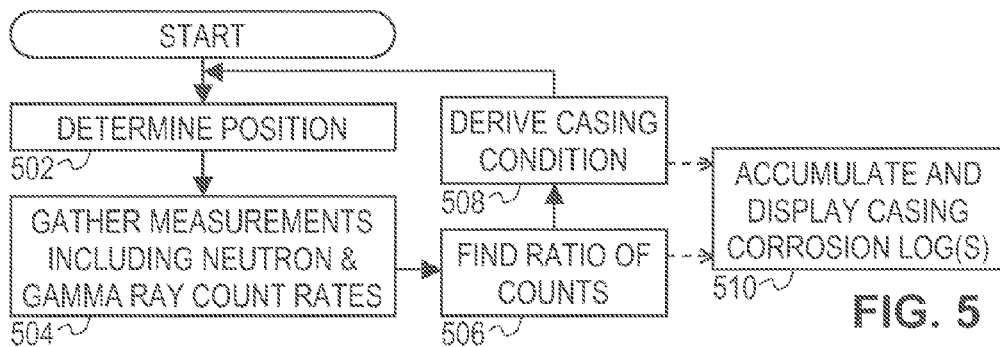 START
DETERMINE POSITION
502
GATHER MEASUREMENTS
INCLUDING NEUTRON &
GAMMA RAY COUNT RATES
504
DERIVE CASING
CONDITION
508
FIND RATIO OF
COUNTS
506
ACCUMULATE AND
DISPLAY CASING
CORROSION LOG(S)
510
FIG. 5